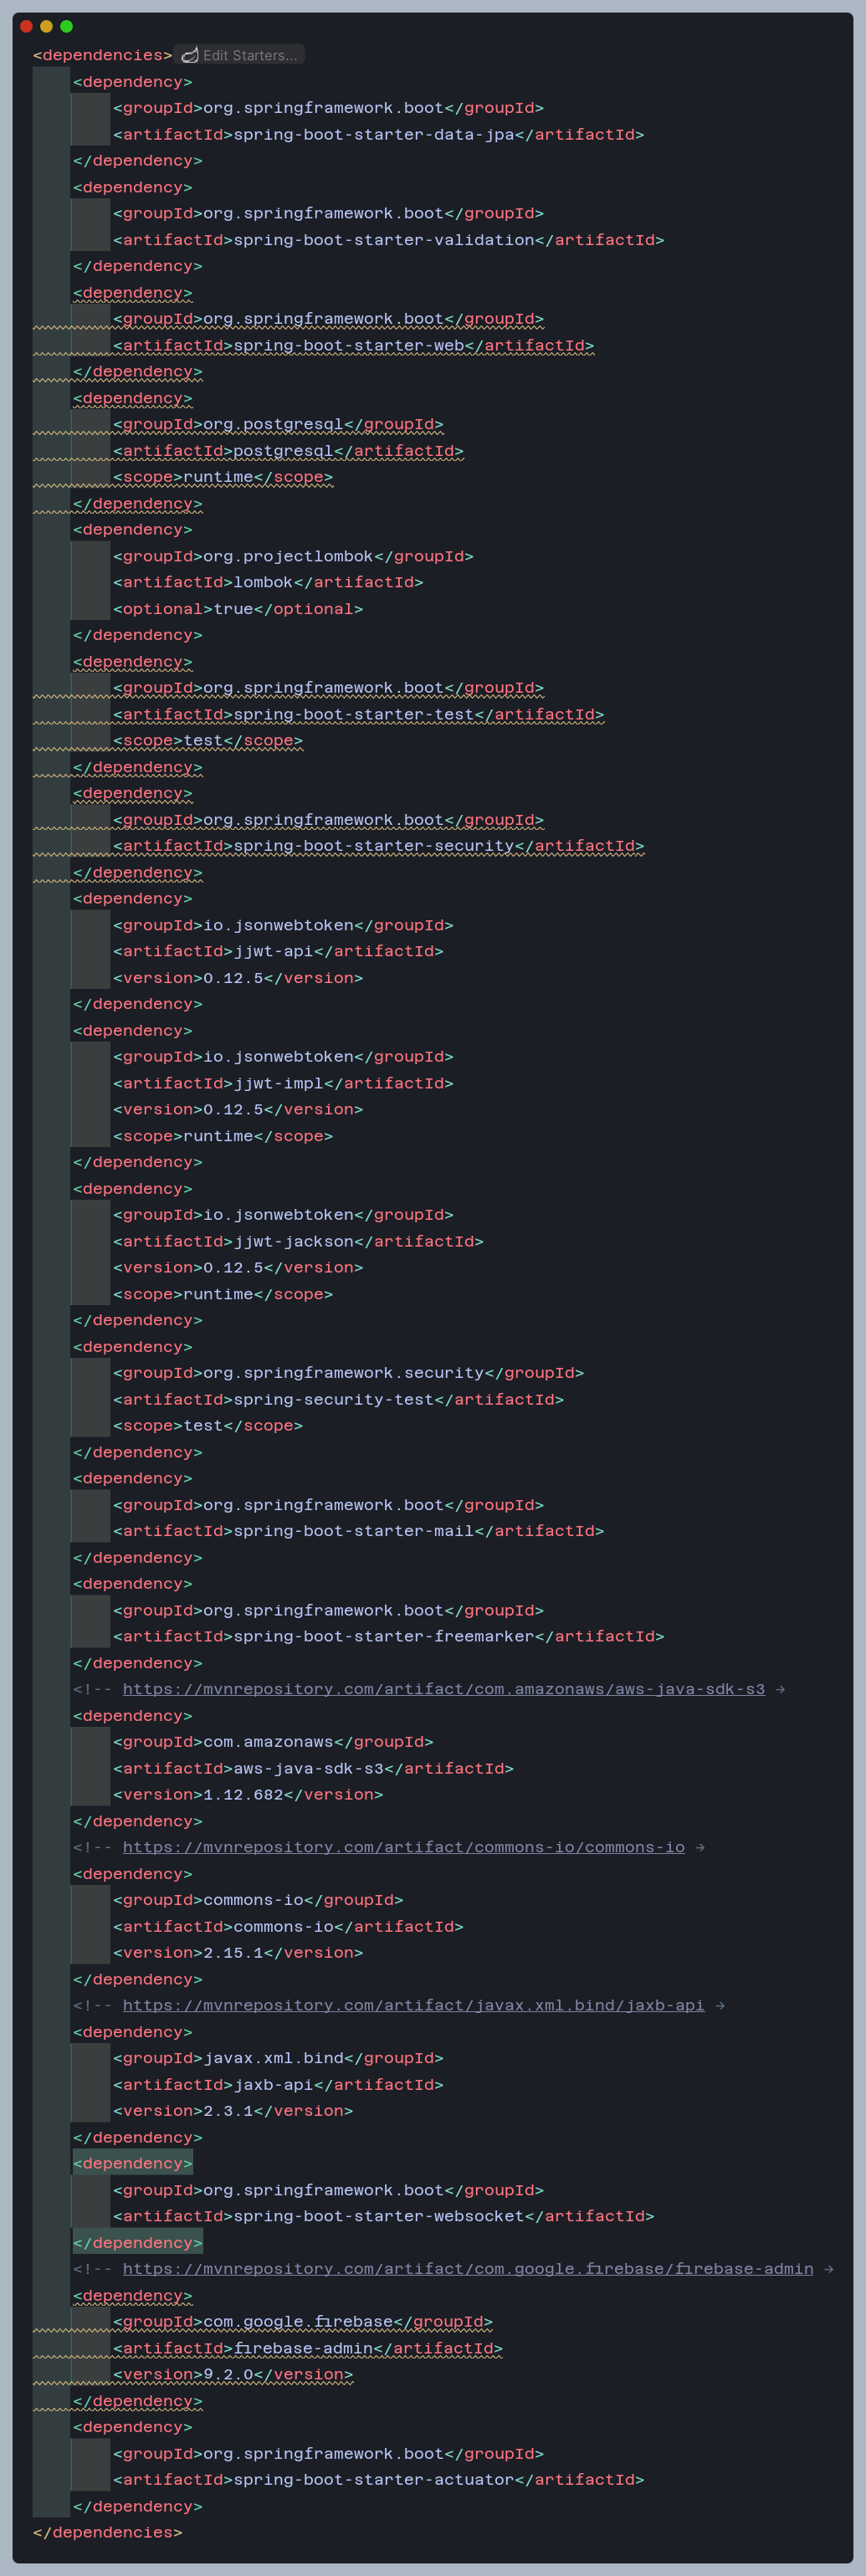 <dependencies> Edit Starters...
<dependency>
<groupId>org.springframework.boot</groupId>
<artifactId>spring-boot-starter-data-jpa</artifactId>
</dependency>
<dependency>
<groupId>org.springframework.boot</groupId>
<artifactId>spring-boot-starter-validation</artifactId>
</dependency>
<dependency>
<groupId>org.springframework.boot</groupId>
<artifactId>spring-boot-starter-web</artifactId>
</dependency>
<dependency>
<groupId>org.postgresql</groupId>
<artifactId>postgresql</artifactId>
<scope>runtime</scope>
</dependency>
<dependency>
<groupId>org.projectlombok</groupId>
<artifactId>lombok</artifactId>
<optional>true</optional>
</dependency>
<dependency>
<groupId>org.springframework.boot</groupId>
<artifactId>spring-boot-starter-test</artifactId>
<scope>test</scope>
</dependency>
<dependency>
<groupId>org.springframework.boot</groupId>
<artifactId>spring-boot-starter-security</artifactId>
</dependency>
<dependency>
<groupId>io.jsonwebtoken</groupId>
<artifactId>jjwt-api</artifactId>
<version>0.12.5</version>
</dependency>
<dependency>
<groupId>io.jsonwebtoken</groupId>
<artifactId>jjwt-impl</artifactId>
<version>0.12.5</version>
<scope>runtime</scope>
</dependency>
<dependency>
<groupId>io.jsonwebtoken</groupId>
<artifactId>jjwt-jackson</artifactId>
<version>0.12.5</version>
<scope>runtime</scope>
</dependency>
<dependency>
<groupId>org.springframework.security</groupId>
<artifactId>spring-security-test</artifactId>
<scope>test</scope>
</dependency>
<dependency>
<groupId>org.springframework.boot</groupId>
<artifactId>spring-boot-starter-mail</artifactId>
</dependency>
<dependency>
<groupId>org.springframework.boot</groupId>
<artifactId>spring-boot-starter-freemarker</artifactId>
</dependency>
<!-- https://mvnrepository.com/artifact/com.amazonaws/aws-java-sdk-s3 →
<dependency>
<groupId>com.amazonaws</groupId>
<artifactId>aws-java-sdk-s3</artifactId>
<version>1.12.682</version>
</dependency>
<!-- https://mvnrepository.com/artifact/commons-io/commons-io →
<dependency>
<groupId>commons-io</groupId>
<artifactId>commons-io</artifactId>
<version>2.15.1</version>
</dependency>
<!-- https://mvnrepository.com/artifact/javax.xml.bind/jaxb-api →
<dependency>
<groupId>javax.xml.bind</groupId>
<artifactId>jaxb-api</artifactId>
<version>2.3.1</version>
</dependency>
<dependency>
<groupId>org.springframework.boot</groupId>
<artifactId>spring-boot-starter-websocket</artifactId>
</dependency>
<!-- https://mvnrepository.com/artifact/com.google.firebase/firebase-admin →
<dependency>
<groupId>com.google.firebase</groupId>
<artifactId>firebase-admin</artifactId>
<version>9.2.0</version>
</dependency>
<dependency>
<groupId>org.springframework.boot</groupId>
<artifactId>spring-boot-starter-actuator</artifactId>
</dependency>
</dependencies>